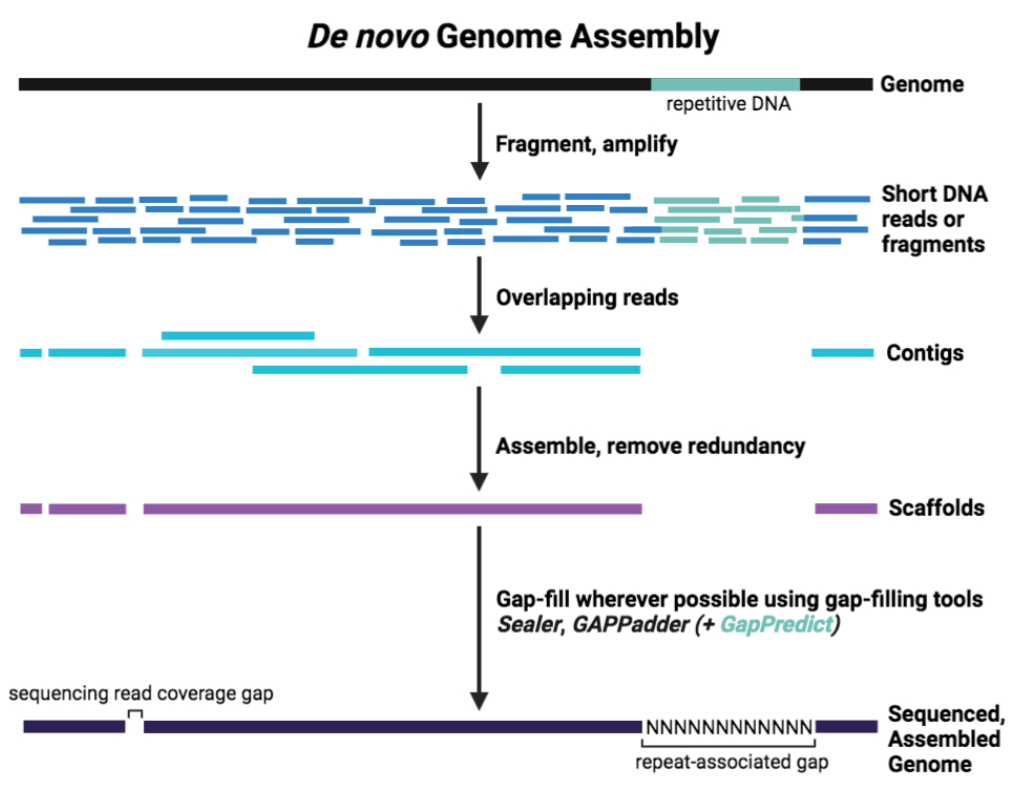 De novo Genome Assembly
Genome
repetitive DNA
Fragment, amplify
Short DNA
reads or
fragments
Overlapping reads
Contigs
Assemble, remove redundancy
Scaffolds
Gap-fill wherever possible using gap-filling tools
Sealer, GAPPadder (+ GapPredict)
sequencing read coverage gap
NNNNNNNNNNNN
Sequenced,
Assembled
Genome
repeat-associated gap